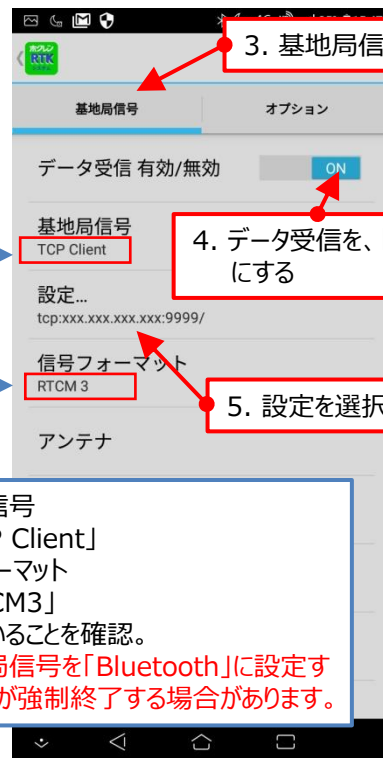 3. 基地局信
ホクレン
RTK
基地局信号
オプション
データ受信 有効/無効
ON
基地局信号
TCP Client
4. データ受信を、
にする
設定...
tcp:xxx.xxx.xxx.xxx:9999/
信号フォーマット
RTCM 3
5. 設定を選択
アンテナ
信号
Client」
ーマット
CM3」
いることを確認。
局信号を「Bluetooth」に設定す
が強制終了する場合があります。